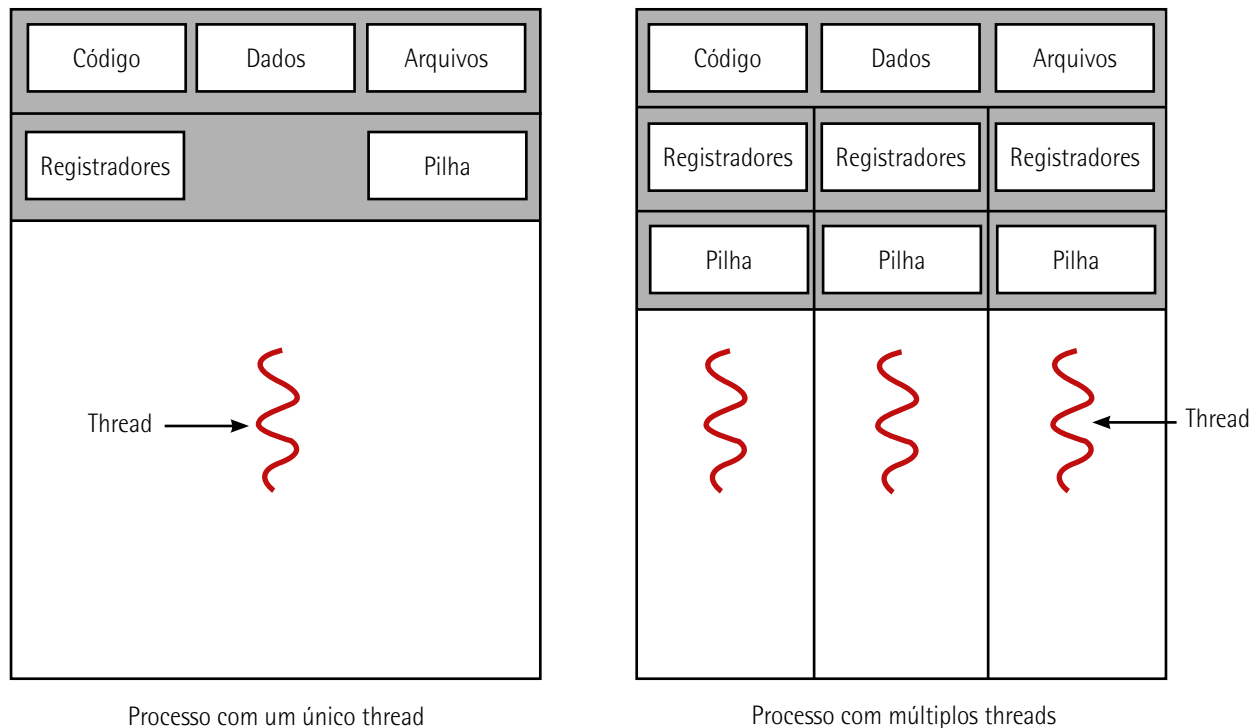 Código Dados Arquivos
Registradores Pilha
Thread
Processo com um único thread
Código Dados Arquivos
Registradores Registradores Registradores
Pilha Pilha Pilha
Thread
Processo com múltiplos threads